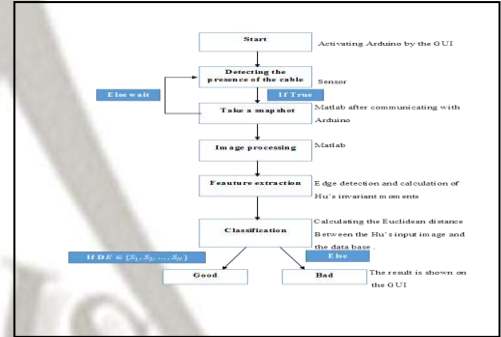 Start
Activating Arduino by the GUI
Detecting the
presence of the cable
Sensor
Else wait
If True
Take a snapshot
Matlab after communicating with
Arduino
Image processing
Matlab
Feauture extraction
Edge detection and calculation of
Hu's invariant moments
Classification
Calculating the Euclidean distance
Between the Hu's input image and
the data base .
If DE ∈ {S₁, S₂, ..., S_N}
Else
Good
Bad
The result is shown on
the GUI